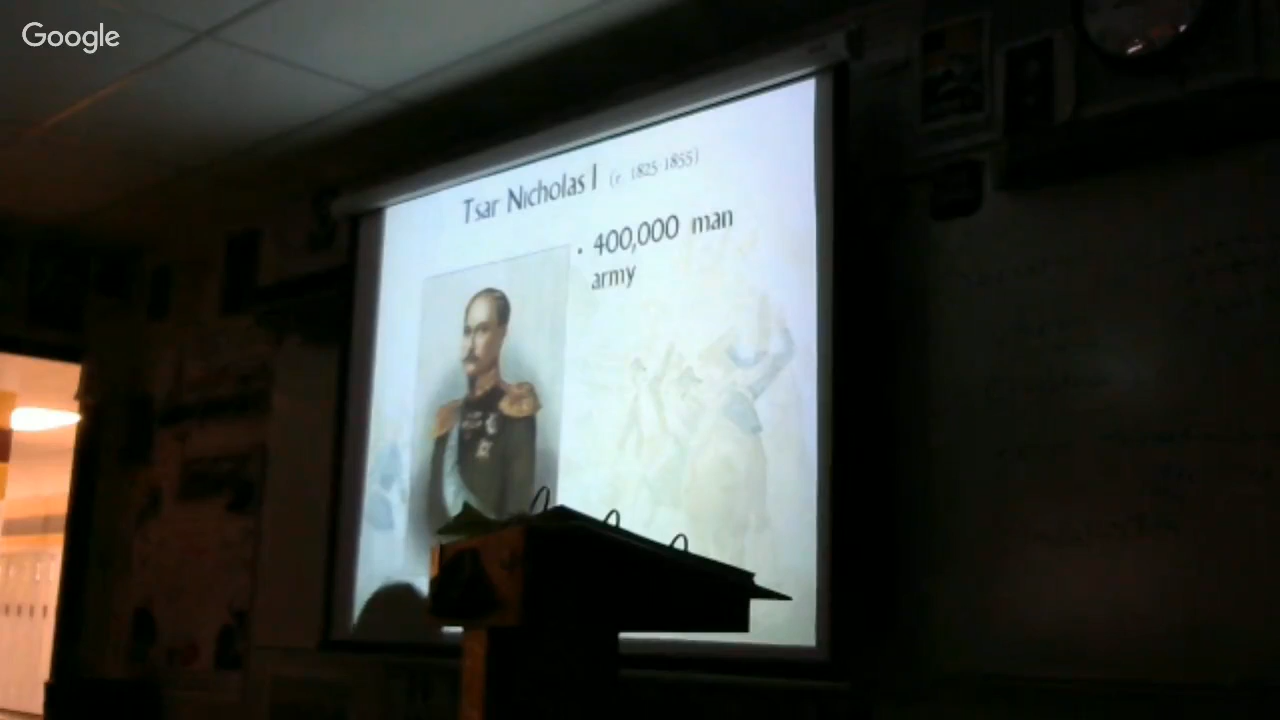 Google
Tsar Nicholas I (r. 1825-1855)
• 400,000 man
army